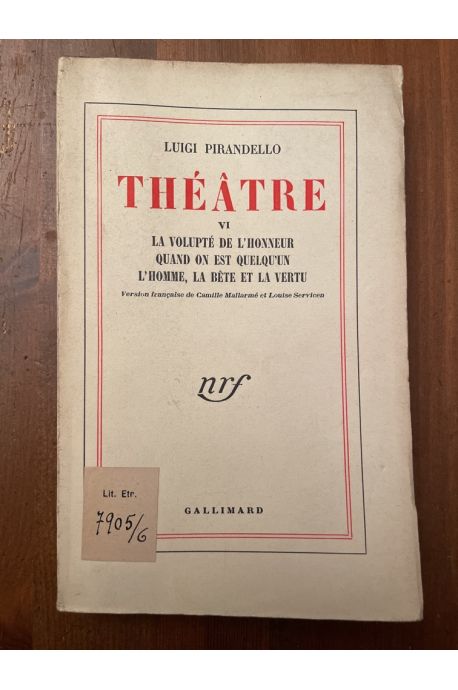 LUIGI PIRANDELLO
THÉÂTRE
VI
LA VOLUPTÉ DE L'HONNEUR
QUAND ON EST QUELQU'UN
L'HOMME, LA BÊTE ET LA VERTU
Version française de Camille Mallarmé et Louise Servicen
nrf
Lit. Etr.
7905/6
GALLIMARD